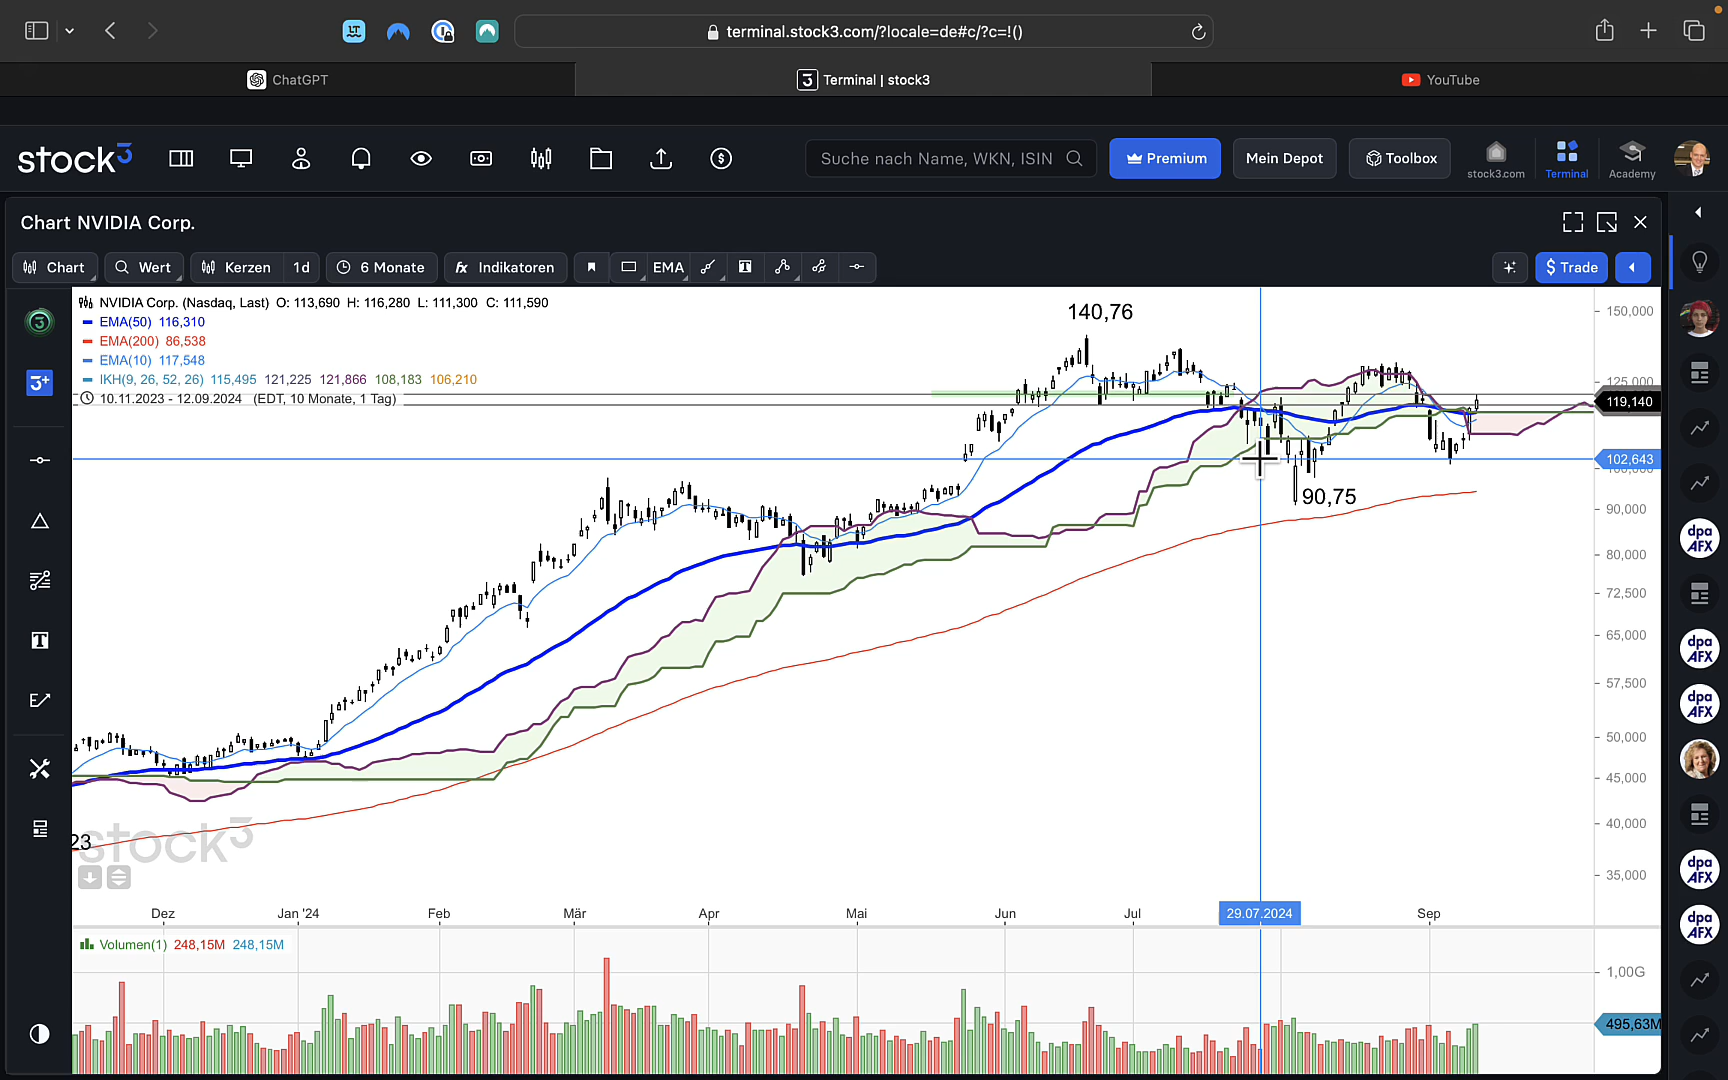 terminal.stock3.com/?locale=de#c/?c=!()
ChatGPT
Terminal | stock3
YouTube
stock3
Suche nach Name, WKN, ISIN
Premium
Mein Depot
Toolbox
stock3.com
Terminal
Academy
Chart NVIDIA Corp.
Chart
Wert
Kerzen
1d
6 Monate
fx Indikatoren
EMA
T
$ Trade
NVIDIA Corp. (Nasdaq, Last) O: 113,690 H: 116,280 L: 111,300 C: 111,590
EMA(50) 116,310
EMA(200) 86,538
EMA(10) 117,548
IKH(9, 26, 52, 26) 115,495 121,225 121,866 108,183 106,210
10.11.2023 - 12.09.2024 (EDT, 10 Monate, 1 Tag)
140,76
90,75
23
stock3
150,000
125,000
119,140
102,643
100,000
90,000
80,000
72,500
65,000
57,500
50,000
45,000
40,000
35,000
Dez
Jan '24
Feb
Mär
Apr
Mai
Jun
Jul
29.07.2024
Sep
Volumen(1) 248,15M 248,15M
1,00G
495,63M
3
3+
T
dpa
AFX
dpa
AFX
dpa
AFX
dpa
AFX
dpa
AFX